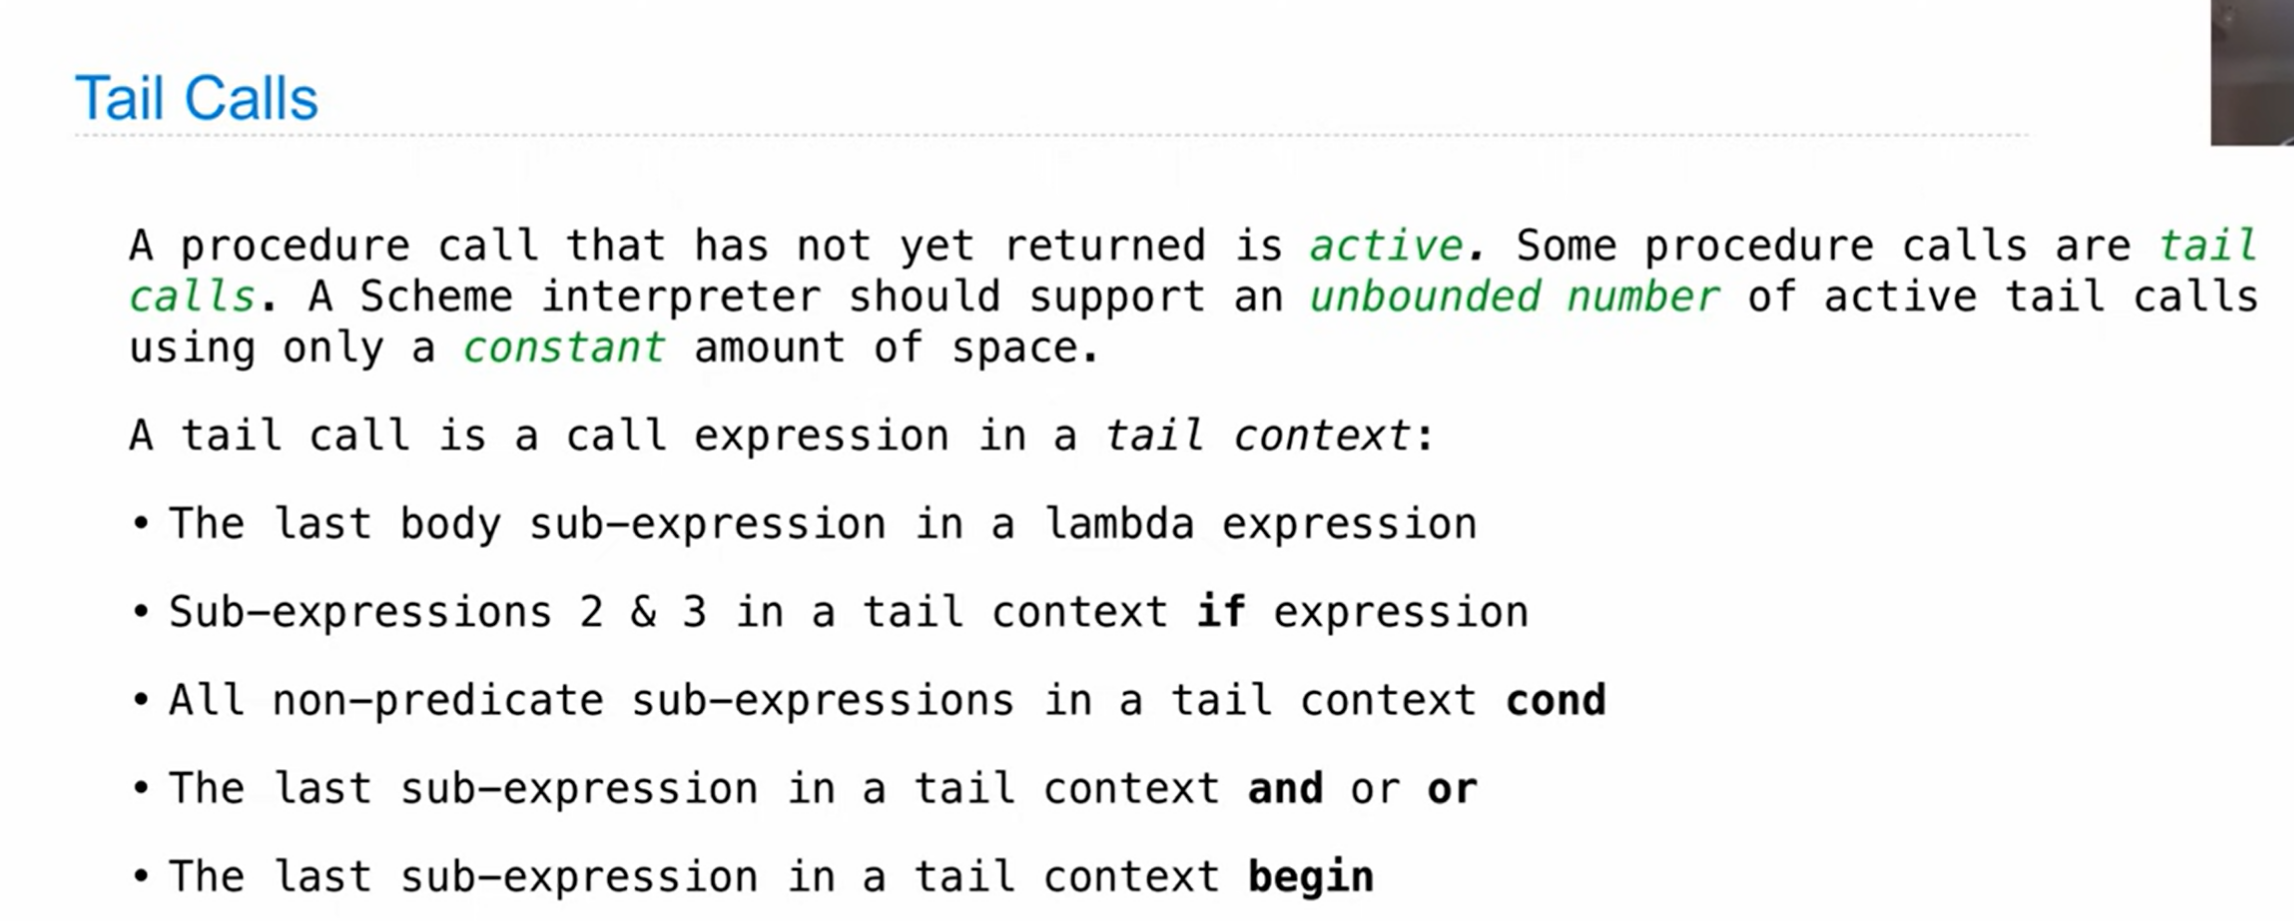 Tail Calls
A procedure call that has not yet returned is active. Some procedure calls are tail
calls. A Scheme interpreter should support an unbounded number of active tail calls
using only a constant amount of space.
A tail call is a call expression in a tail context:
• The last body sub-expression in a lambda expression
• Sub-expressions 2 & 3 in a tail context if expression
• All non-predicate sub-expressions in a tail context cond
• The last sub-expression in a tail context and or or
• The last sub-expression in a tail context begin